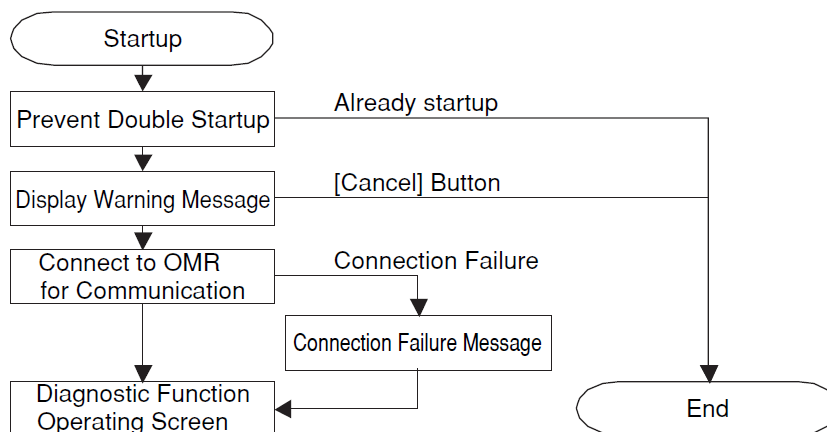 Startup
Prevent Double Startup
Already startup
Display Warning Message
[Cancel] Button
Connect to OMR
for Communication
Connection Failure
Connection Failure Message
Diagnostic Function
Operating Screen
End